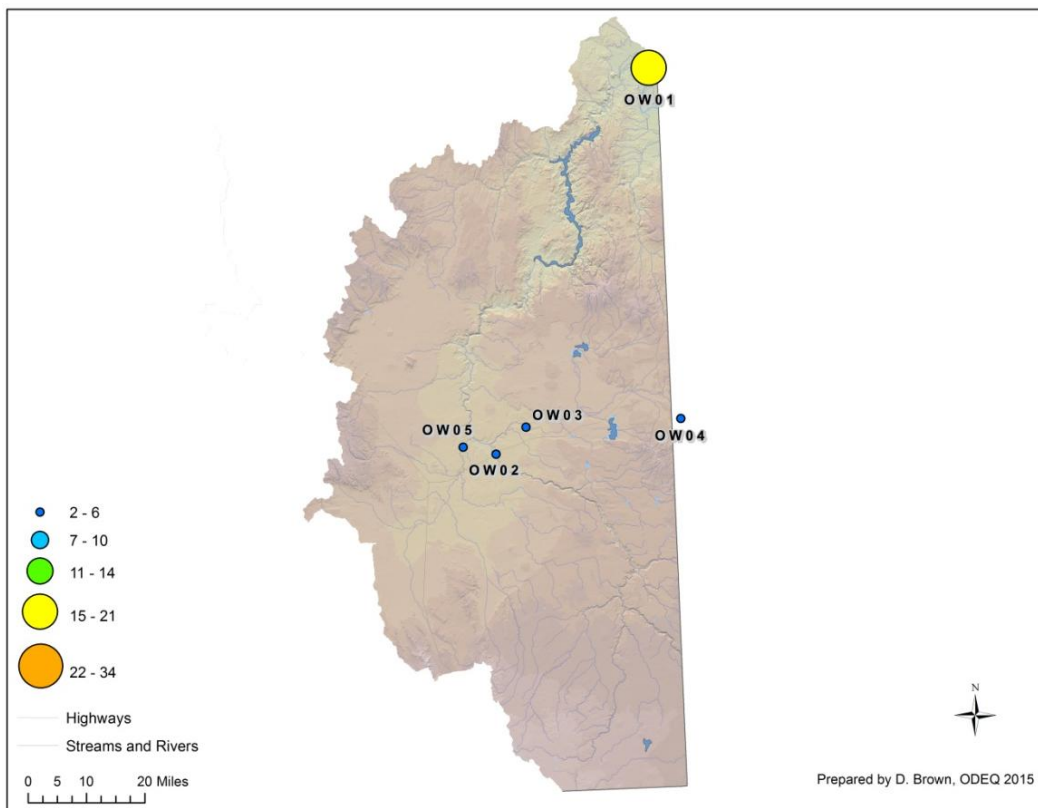 OW01
OW03
OW05
OW04
OW02
2 - 6
7 - 10
11 - 14
15 - 21
22 - 34
Highways
Streams and Rivers
0 5 10 20 Miles
N
Prepared by D. Brown, ODEQ 2015